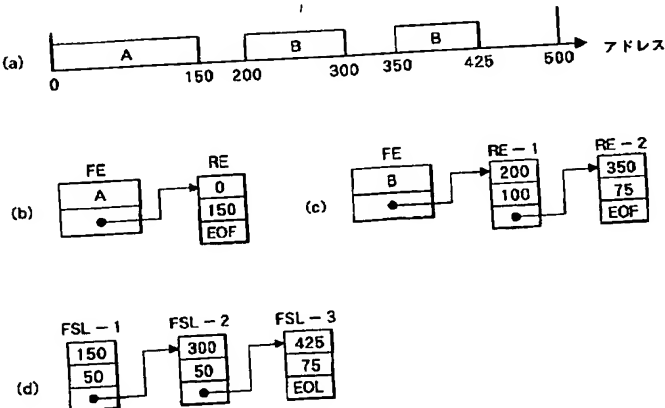 (a)
A
B
B
0
150
200
300
350
425
500
アドレス
(b)
FE
A
RE
0
150
EOF
(c)
FE
B
RE-1
200
100
RE-2
350
75
EOF
(d)
FSL-1
150
50
FSL-2
300
50
FSL-3
425
75
EOL